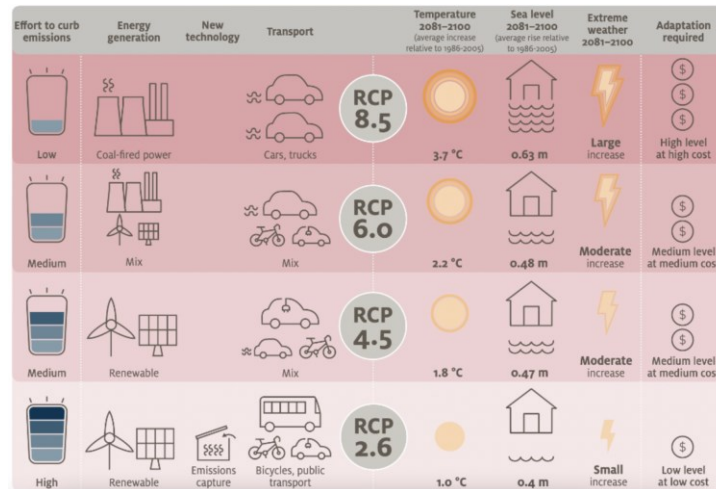 Effort to curb
emissions
Energy
generation
New
technology
Transport
Temperature
2081–2100
(average increase
relative to 1986-2005)
Sea level
2081–2100
(average rise relative
to 1986-2005)
Extreme
weather
2081–2100
Adaptation
required
Low
Coal-fired power
Cars, trucks
RCP
8.5
3.7 °C
0.63 m
Large
increase
$
$
$
High level
at high cost
Medium
Mix
Mix
RCP
6.0
2.2 °C
0.48 m
Moderate
increase
$
$
Medium level
at medium cos
Medium
Renewable
Mix
RCP
4.5
1.8 °C
0.47 m
Moderate
increase
$
$
Medium level
at medium cos
High
Renewable
Emissions
capture
Bicycles, public
transport
RCP
2.6
1.0 °C
0.4 m
Small
increase
$
Low level
at low cost